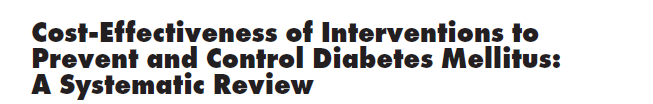 Cost-Effectiveness of Interventions to
Prevent and Control Diabetes Mellitus:
A Systematic Review